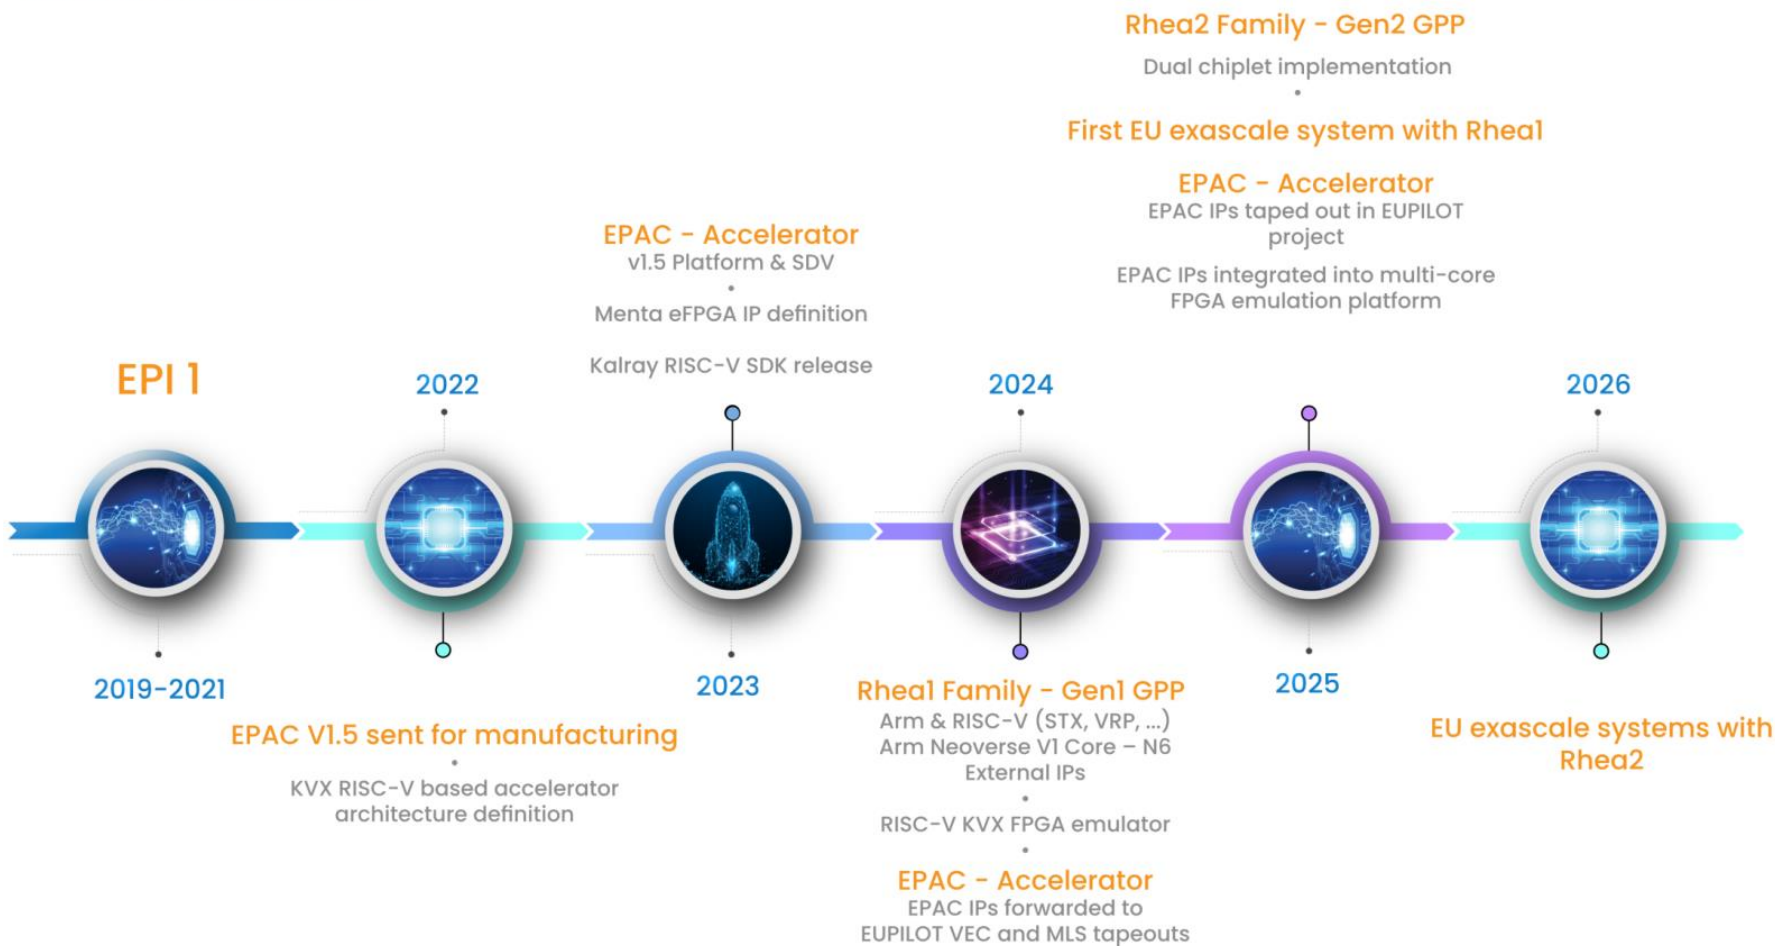 EPI 1
2019-2021
2022
EPAC V1.5 sent for manufacturing
•
KVX RISC-V based accelerator
architecture definition
EPAC - Accelerator
v1.5 Platform & SDV
•
Menta eFPGA IP definition
Kalray RISC-V SDK release
2023
2024
Rhea1 Family - Gen1 GPP
Arm & RISC-V (STX, VRP, ...)
Arm Neoverse V1 Core – N6
External IPs
•
RISC-V KVX FPGA emulator
•
EPAC - Accelerator
EPAC IPs forwarded to
EUPILOT VEC and MLS tapeouts
Rhea2 Family - Gen2 GPP
Dual chiplet implementation
•
First EU exascale system with Rhea1
EPAC - Accelerator
EPAC IPs taped out in EUPILOT
project
EPAC IPs integrated into multi-core
FPGA emulation platform
2025
2026
EU exascale systems with
Rhea2